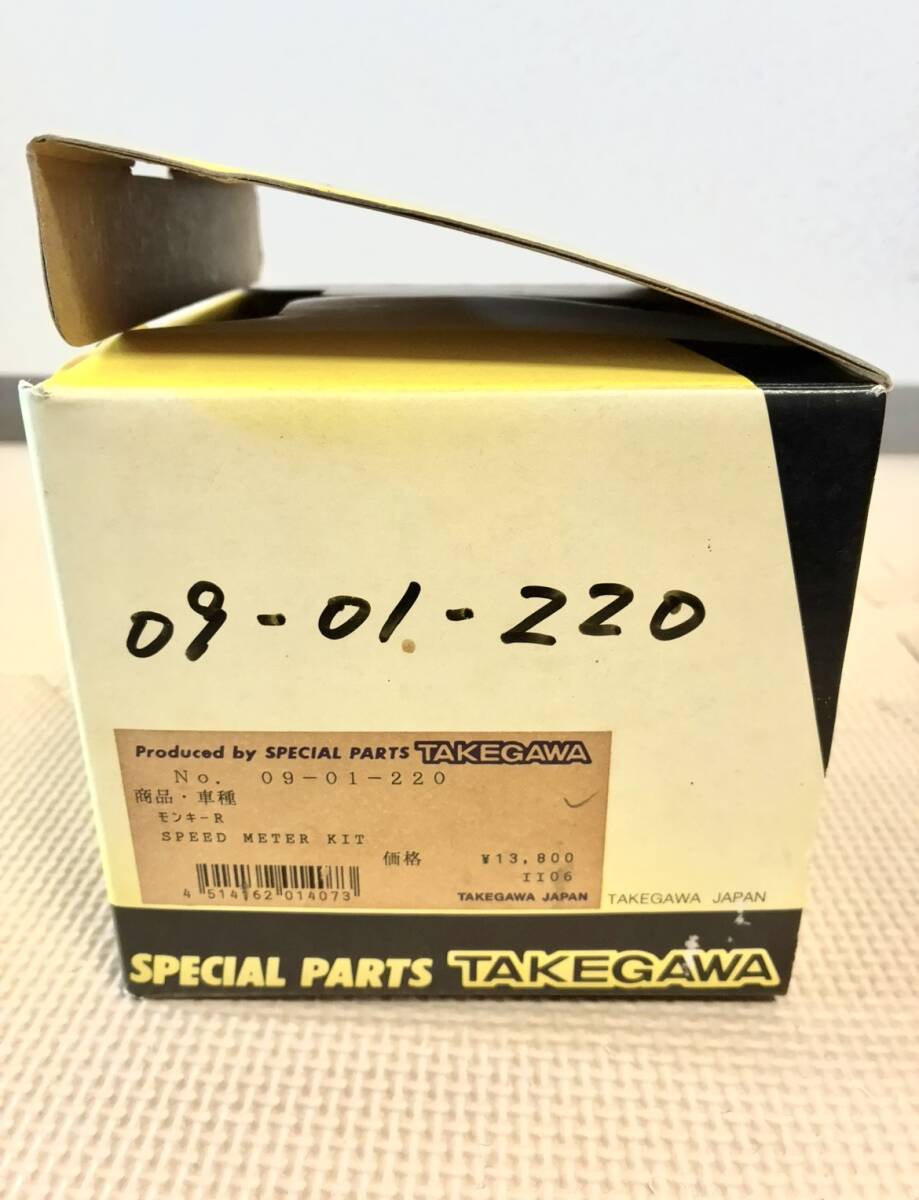 09-01-220
Produced by SPECIAL PARTS TAKEGAWA
No. 09-01-220
商品・車種
モンキーR
SPEED METER KIT
価格 ¥13,800
II06
4 514162 014073
TAKEGAWA JAPAN
TAKEGAWA JAPAN
SPECIAL PARTS TAKEGAWA